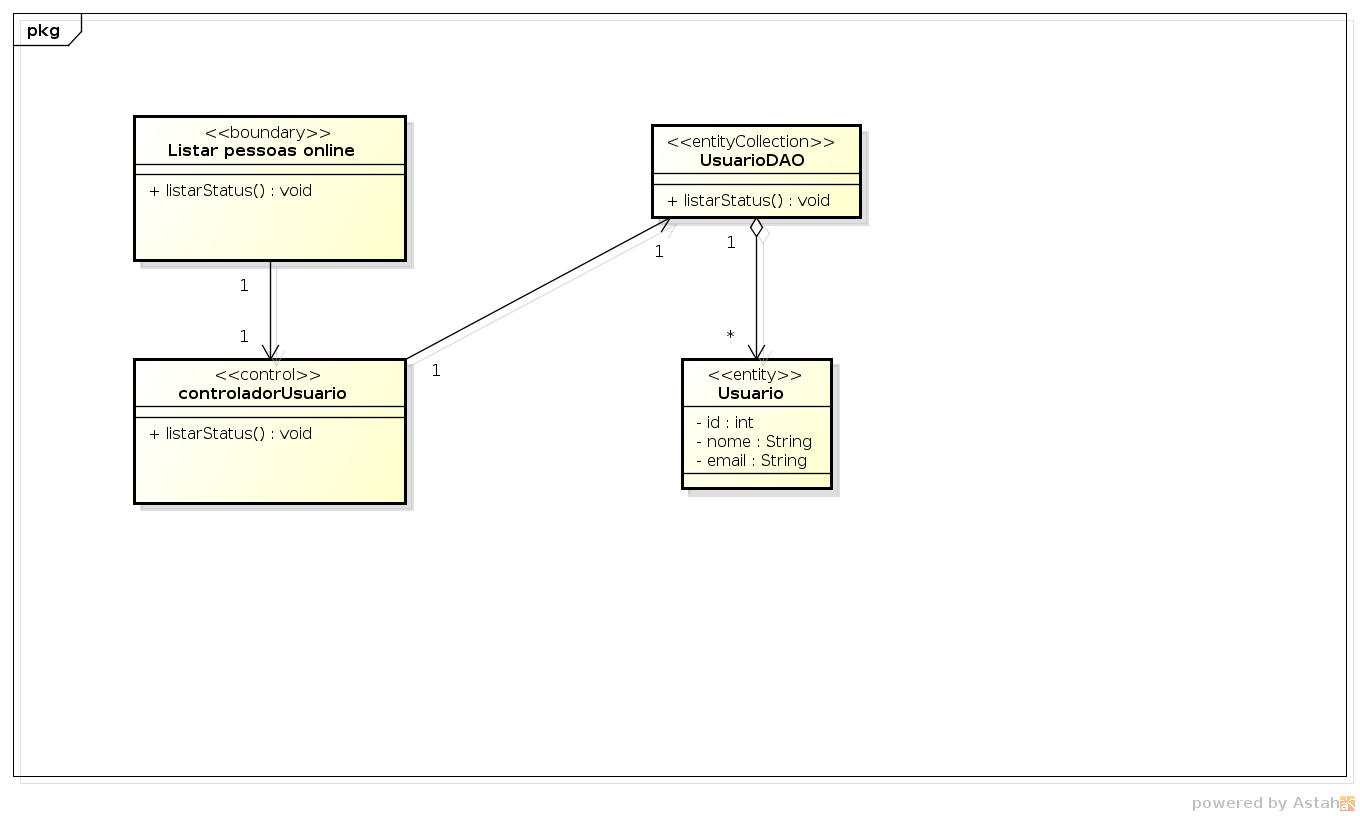 pkg
<<boundary>>
Listar pessoas online
+ listarStatus() : void
<<entityCollection>>
UsuarioDAO
+ listarStatus() : void
1
1
1
1
1
*
<<control>>
controladorUsuario
+ listarStatus() : void
<<entity>>
Usuario
- id : int
- nome : String
- email : String
powered by Astah